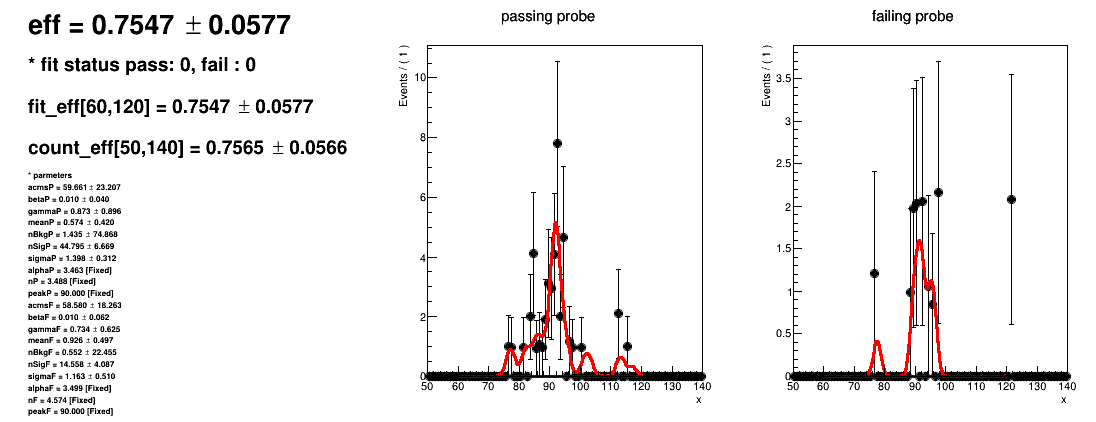 eff = 0.7547 ± 0.0577
* fit status pass: 0, fail : 0
fit_eff[60,120] = 0.7547 ± 0.0577
count_eff[50,140] = 0.7565 ± 0.0566
* parmeters
acmsP = 59.661 ± 23.207
betaP = 0.010 ± 0.040
gammaP = 0.873 ± 0.896
meanP = 0.574 ± 0.420
nBkgP = 1.435 ± 74.868
nSigP = 44.795 ± 6.669
sigmaP = 1.398 ± 0.312
alphaP = 3.463 [Fixed]
nP = 3.488 [Fixed]
peakP = 90.000 [Fixed]
acmsF = 58.580 ± 18.263
betaF = 0.010 ± 0.062
gammaF = 0.734 ± 0.625
meanF = 0.926 ± 0.497
nBkgF = 0.552 ± 22.455
nSigF = 14.558 ± 4.087
sigmaF = 1.163 ± 0.510
alphaF = 3.499 [Fixed]
nF = 4.574 [Fixed]
peakF = 90.000 [Fixed]
passing probe
Events / ( 1 )
10
8
6
4
2
0
50 60 70 80 90 100 110 120 130 140
x
failing probe
Events / ( 1 )
3.5
3
2.5
2
1.5
1
0.5
0
50 60 70 80 90 100 110 120 130 140
x